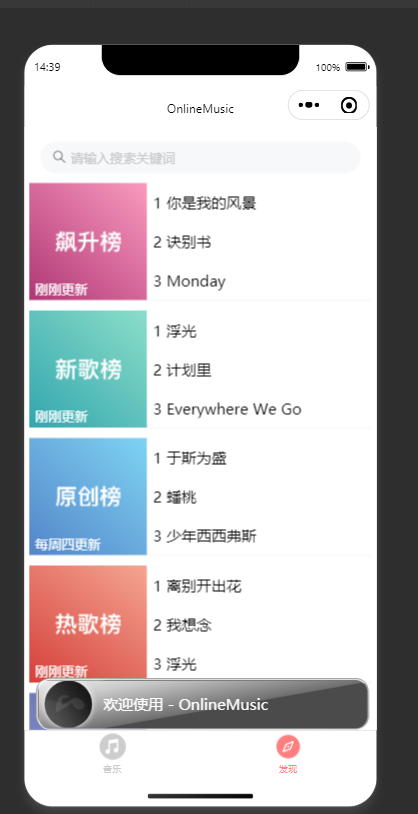 14:39
100%
OnlineMusic
请输入搜索关键词
飙升榜
刚刚更新
1 你是我的风景
2 诀别书
3 Monday
新歌榜
刚刚更新
1 浮光
2 计划里
3 Everywhere We Go
原创榜
每周四更新
1 于斯为盛
2 蟠桃
3 少年西西弗斯
热歌榜
刚刚更新
1 离别开出花
2 我想念
3 浮光
欢迎使用 - OnlineMusic
音乐
发现